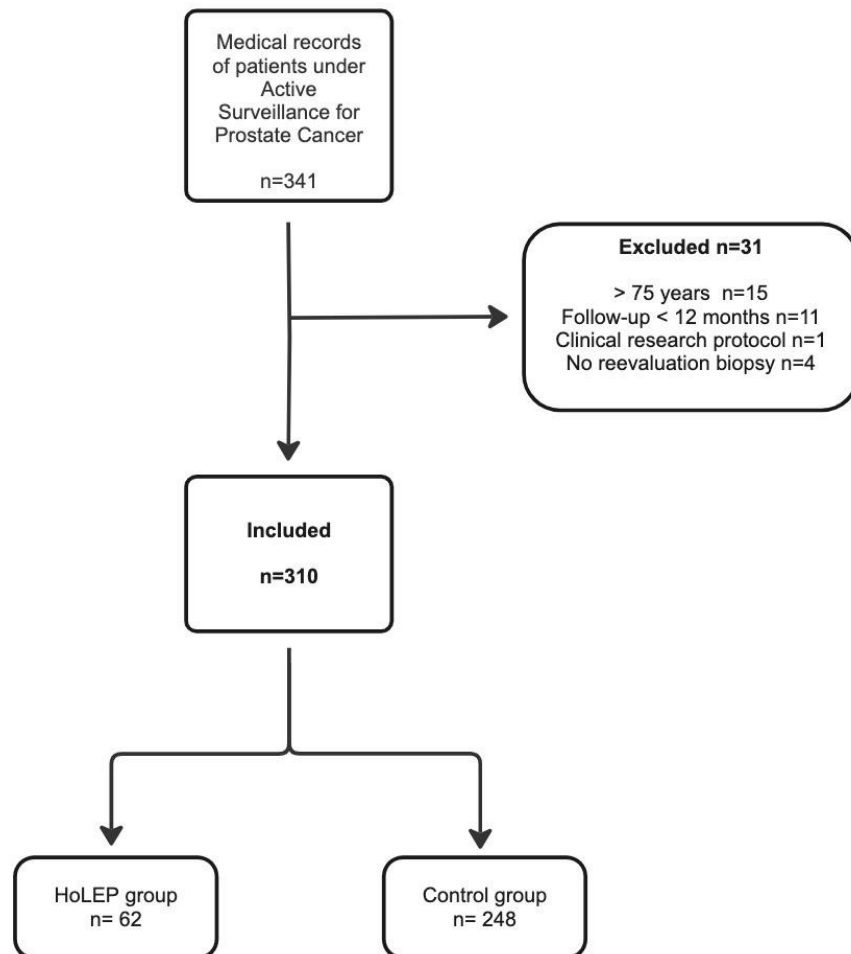 Medical records
of patients under
Active
Surveillance for
Prostate Cancer
n=341
Excluded n=31
> 75 years  n=15
Follow-up < 12 months n=11
Clinical research protocol n=1
No reevaluation biopsy n=4
Included
n=310
HoLEP group
n= 62
Control group
n= 248